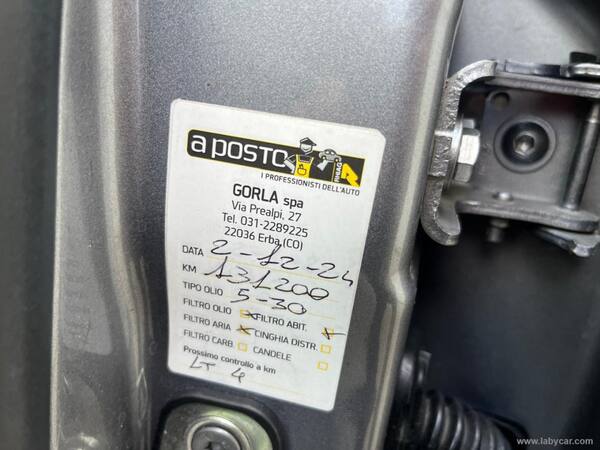 a POSTO
RHIAG
I PROFESSIONISTI DELL'AUTO
GORLA spa
Via Prealpi, 27
Tel. 031-2289225
22036 Erba (CO)
DATA 2-12-24
KM 131200
TIPO OLIO 5-30
FILTRO OLIO FILTRO ABIT.
FILTRO ARIA CINGHIA DISTR.
FILTRO CARB. CANDELE
Prossimo controllo a km
LT 4
www.labycar.com